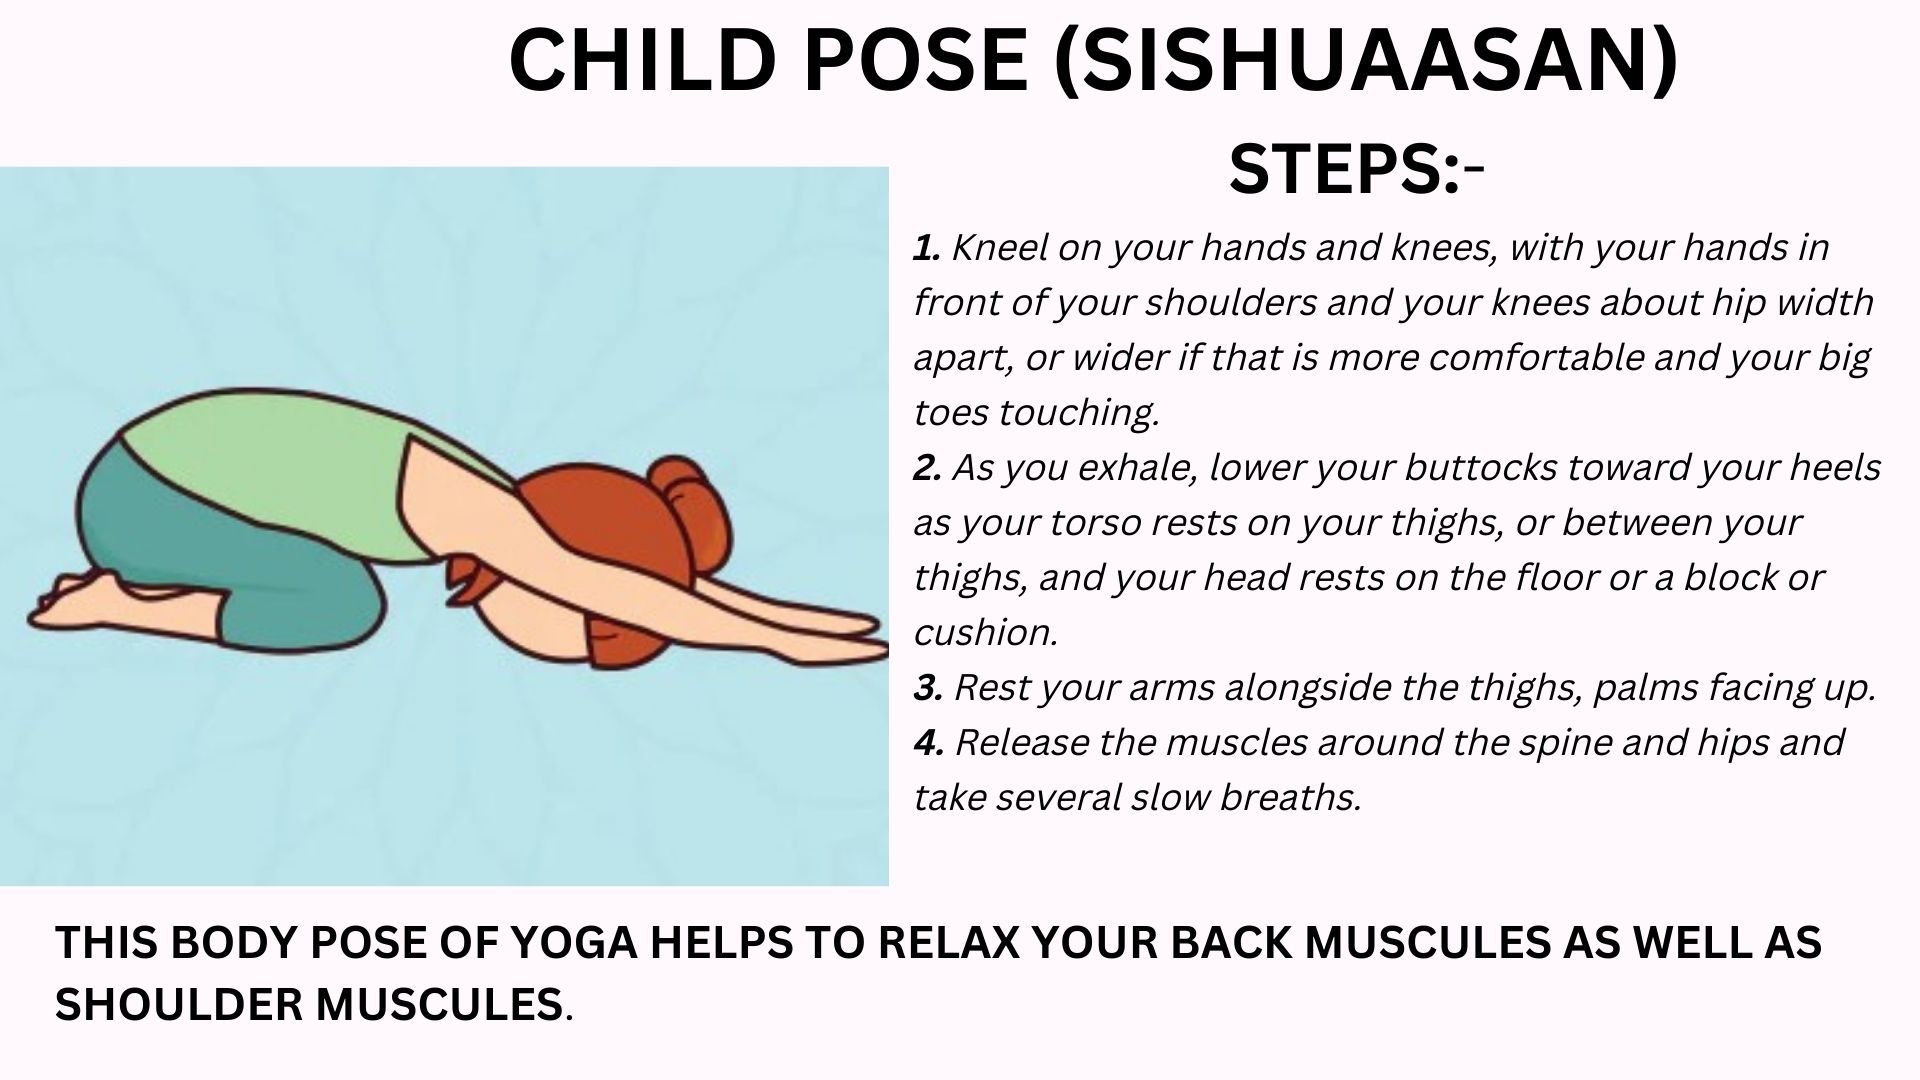 CHILD POSE (SISHUAASAN)
STEPS:-
1. Kneel on your hands and knees, with your hands in
front of your shoulders and your knees about hip width
apart, or wider if that is more comfortable and your big
toes touching.
2. As you exhale, lower your buttocks toward your heels
as your torso rests on your thighs, or between your
thighs, and your head rests on the floor or a block or
cushion.
3. Rest your arms alongside the thighs, palms facing up.
4. Release the muscles around the spine and hips and
take several slow breaths.
THIS BODY POSE OF YOGA HELPS TO RELAX YOUR BACK MUSCULES AS WELL AS
SHOULDER MUSCULES.